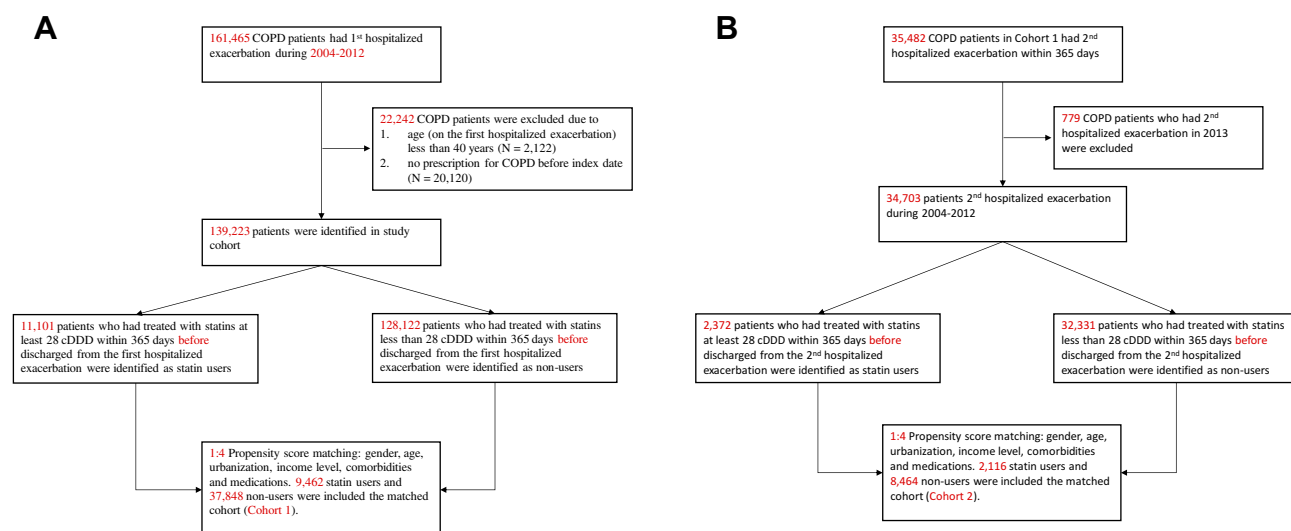 A
161,465 COPD patients had 1st hospitalized
exacerbation during 2004-2012
22,242 COPD patients were excluded due to
1. age (on the first hospitalized exacerbation)
less than 40 years (N = 2,122)
2. no prescription for COPD before index date
(N = 20,120)
139,223 patients were identified in study
cohort
11,101 patients who had treated with statins at
least 28 cDDD within 365 days before
discharged from the first hospitalized
exacerbation were identified as statin users
128,122 patients who had treated with statins
less than 28 cDDD within 365 days before
discharged from the first hospitalized
exacerbation were identified as non-users
1:4 Propensity score matching: gender, age,
urbanization, income level, comorbidities
and medications. 9,462 statin users and
37,848 non-users were included the matched
cohort (Cohort 1).
B
35,482 COPD patients in Cohort 1 had 2nd
hospitalized exacerbation within 365 days
779 COPD patients who had 2nd
hospitalized exacerbation in 2013
were excluded
34,703 patients 2nd hospitalized exacerbation
during 2004-2012
2,372 patients who had treated with statins
at least 28 cDDD within 365 days before
discharged from the 2nd hospitalized
exacerbation were identified as statin users
32,331 patients who had treated with statins
less than 28 cDDD within 365 days before
discharged from the 2nd hospitalized
exacerbation were identified as non-users
1:4 Propensity score matching: gender, age,
urbanization, income level, comorbidities
and medications. 2,116 statin users and
8,464 non-users were included the matched
cohort (Cohort 2).